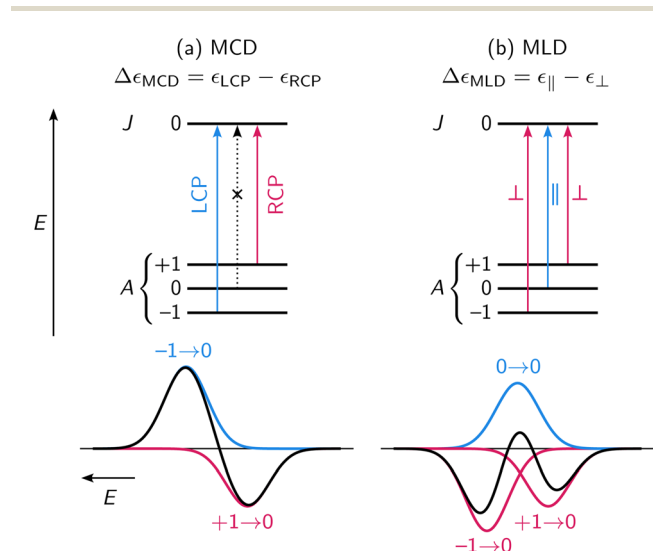 (a) MCD
Δϵ_MCD = ϵ_LCP − ϵ_RCP
J 0
LCP
×
RCP
E
A { +1
0
−1
−1→0
+1→0
E
(b) MLD
Δϵ_MLD = ϵ_∥ − ϵ_⊥
J 0
⊥
∥
⊥
A { +1
0
−1
0→0
+1→0
−1→0